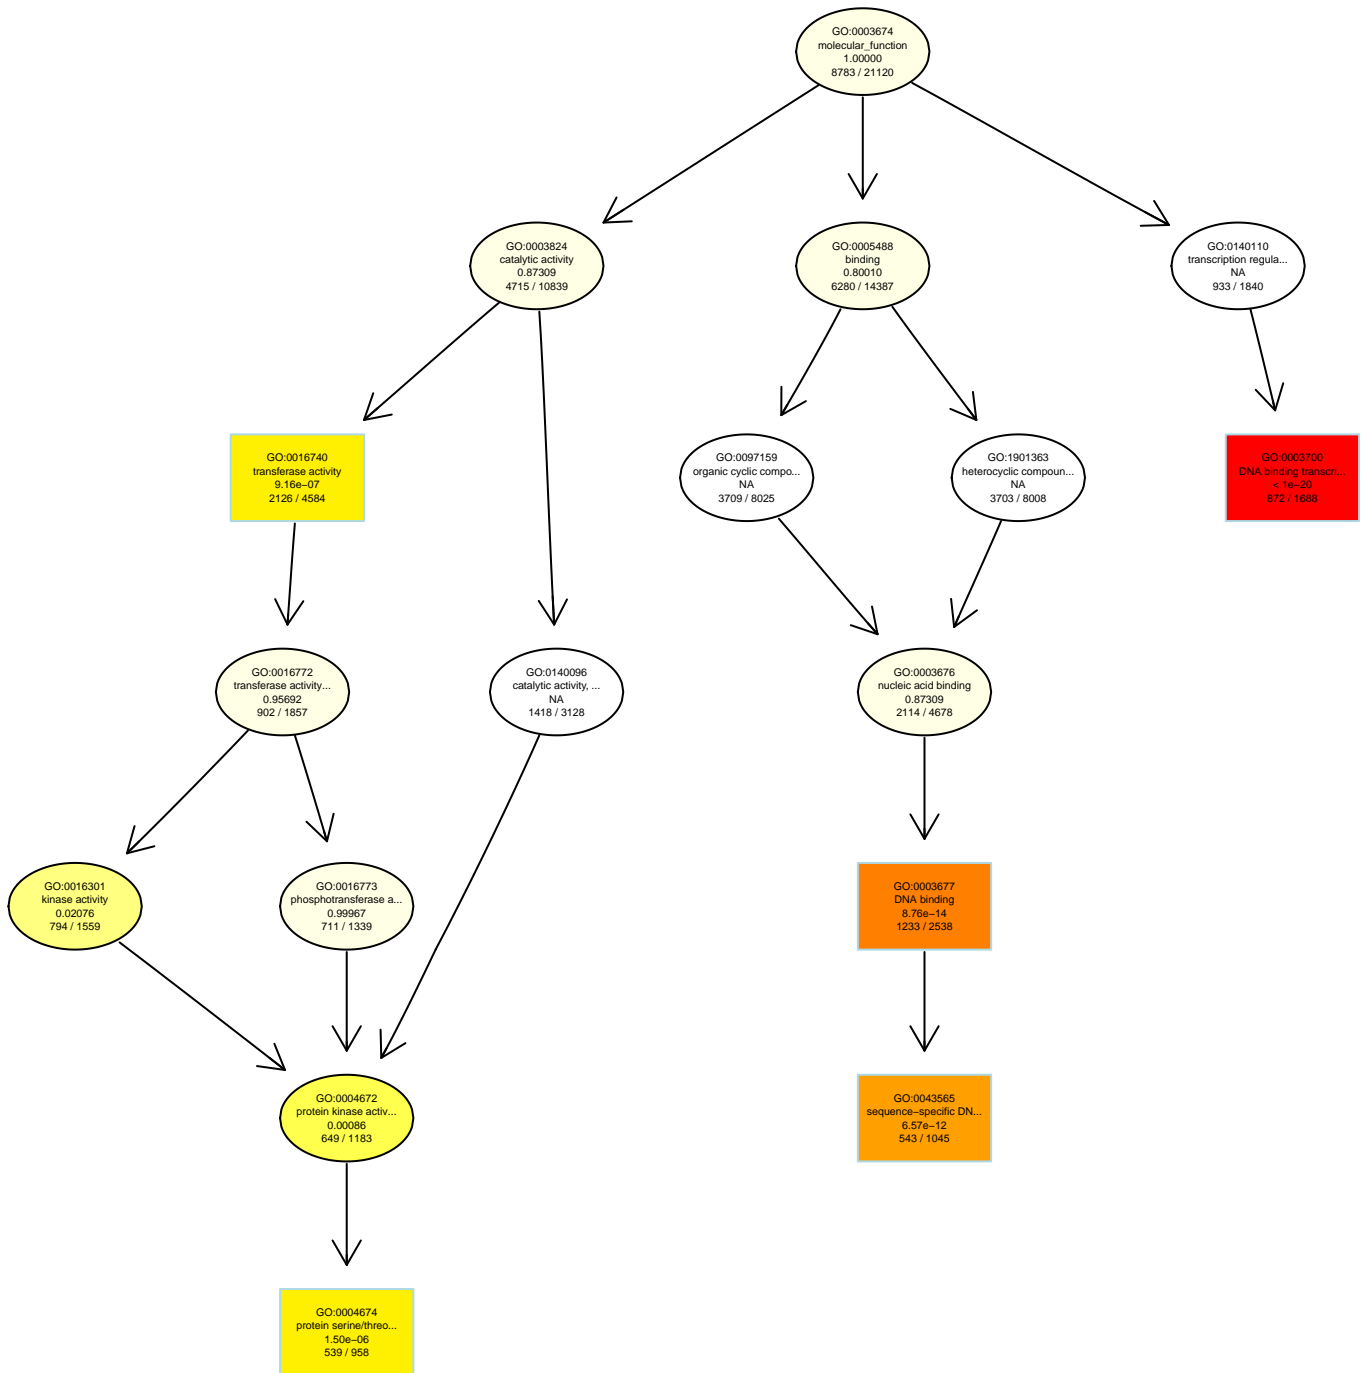 GO:0003674
molecular_function
1.00000
8783 / 21120
GO:0003824
catalytic activity
0.87309
4715 / 10839
GO:0005488
binding
0.80010
6280 / 14387
GO:0140110
transcription regula...
NA
933 / 1840
GO:0016740
transferase activity
9.16e−07
2126 / 4584
GO:0097159
organic cyclic compo...
NA
3709 / 8025
GO:1901363
heterocyclic compoun...
NA
3703 / 8008
GO:0003700
DNA binding transcri...
< 1e−20
872 / 1688
GO:0016772
transferase activity...
0.95692
902 / 1857
GO:0140096
catalytic activity, ...
NA
1418 / 3128
GO:0003676
nucleic acid binding
0.87309
2114 / 4678
GO:0016301
kinase activity
0.02076
794 / 1559
GO:0016773
phosphotransferase a...
0.99967
711 / 1339
GO:0003677
DNA binding
8.76e−14
1233 / 2538
GO:0004672
protein kinase activ...
0.00086
649 / 1183
GO:0043565
sequence−specific DN...
6.57e−12
543 / 1045
GO:0004674
protein serine/threo...
1.50e−06
539 / 958